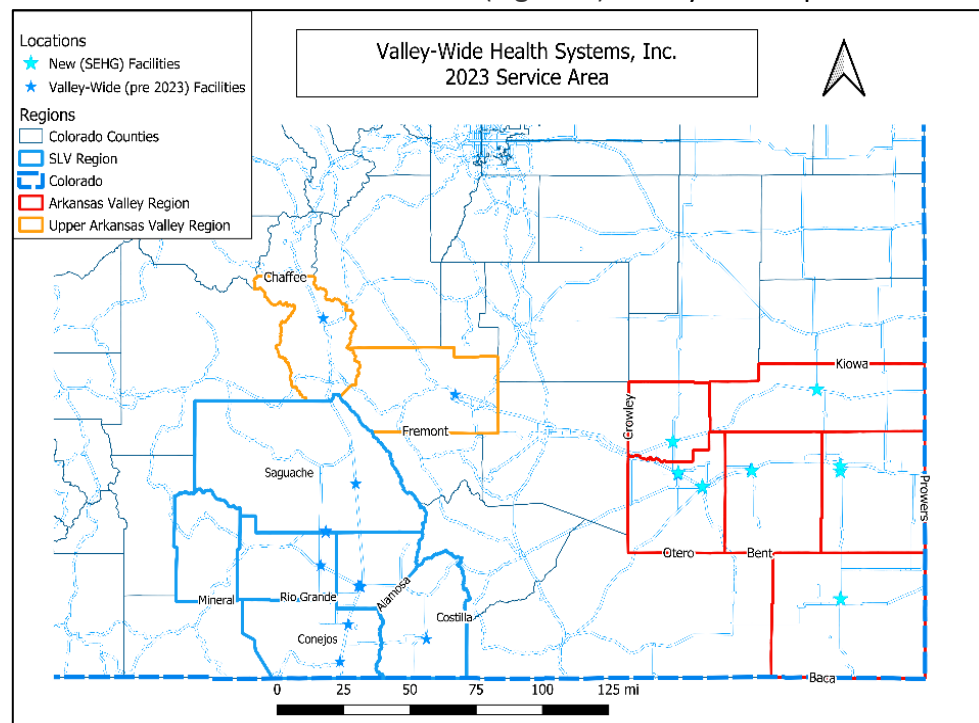 Locations
New (SEHG) Facilities
Valley-Wide (pre 2023) Facilities
Regions
Colorado Counties
SLV Region
Colorado
Arkansas Valley Region
Upper Arkansas Valley Region
Valley-Wide Health Systems, Inc.
2023 Service Area
Chaffee
Kiowa
Crowley
Fremont
Saguache
Prowers
Otero
Bent
Alamosa
Mineral
Rio Grande
Costilla
Conejos
Baca
0 25 50 75 100 125 mi